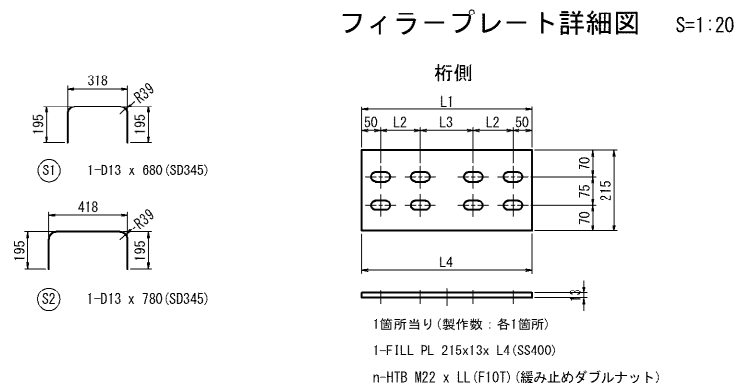 フィラープレート詳細図 S=1:20
318
R39
195
195
S1 1-D13 x 680(SD345)
418
R39
195
195
S2 1-D13 x 780(SD345)
桁側
L1
50 L2 L3 L2 50
70
75
70
215
L4
13
1箇所当り(製作数：各1箇所)
1-FILL PL 215x13x L4(SS400)
n-HTB M22 x LL(F10T)(緩み止めダブルナット)